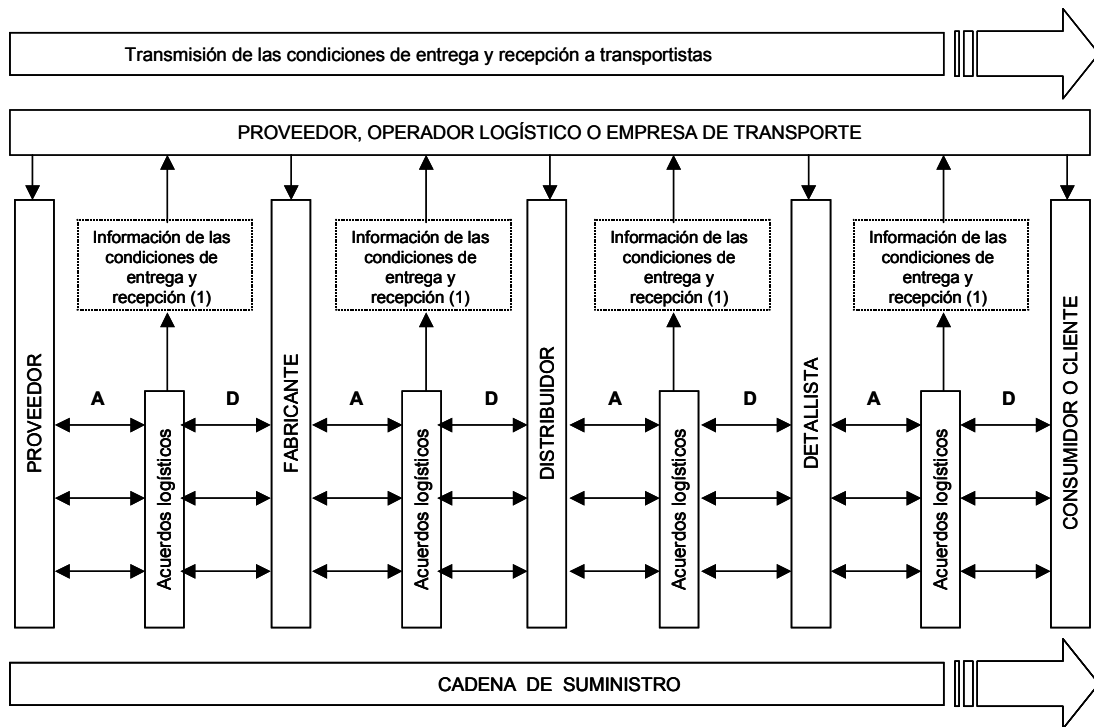 Transmisión de las condiciones de entrega y recepción a transportistas
PROVEEDOR, OPERADOR LOGÍSTICO O EMPRESA DE TRANSPORTE
Información de las
condiciones de
entrega y
recepción (1)
Información de las
condiciones de
entrega y
recepción (1)
Información de las
condiciones de
entrega y
recepción (1)
Información de las
condiciones de
entrega y
recepción (1)
PROVEEDOR
A
Acuerdos logísticos
D
FABRICANTE
A
Acuerdos logísticos
D
DISTRIBUIDOR
A
Acuerdos logísticos
D
DETALLISTA
A
Acuerdos logísticos
D
CONSUMIDOR O CLIENTE
CADENA DE SUMINISTRO